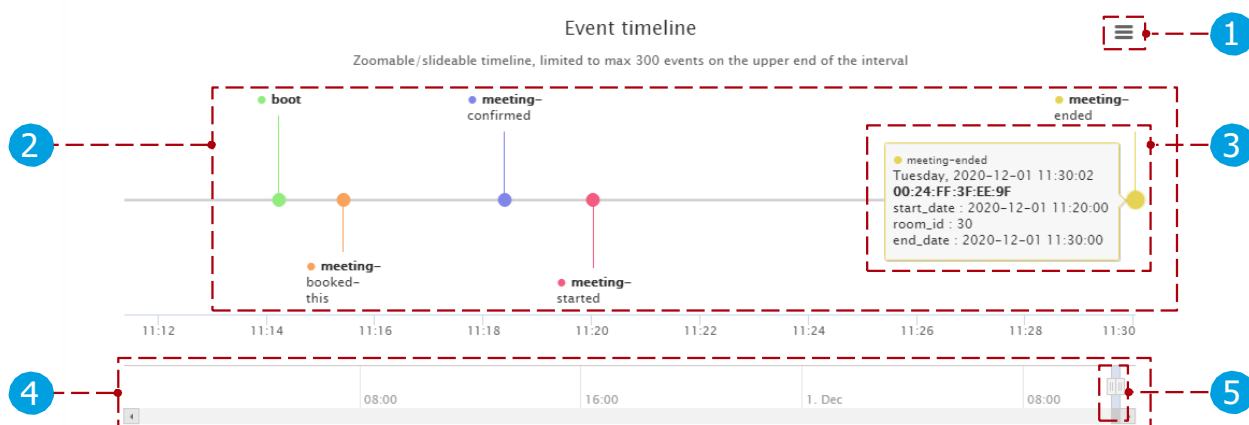 Event timeline
1
Zoomable/slideable timeline, limited to max 300 events on the upper end of the interval
boot
meeting-
confirmed
meeting-
ended
2
3
meeting-ended
Tuesday, 2020-12-01 11:30:02
00:24:FF:3F:EE:9F
start_date : 2020-12-01 11:20:00
room_id : 30
end_date : 2020-12-01 11:30:00
meeting-
booked-
this
meeting-
started
11:12 11:14 11:16 11:18 11:20 11:22 11:24 11:26 11:28 11:30
4
5
08:00 16:00 1. Dec 08:00